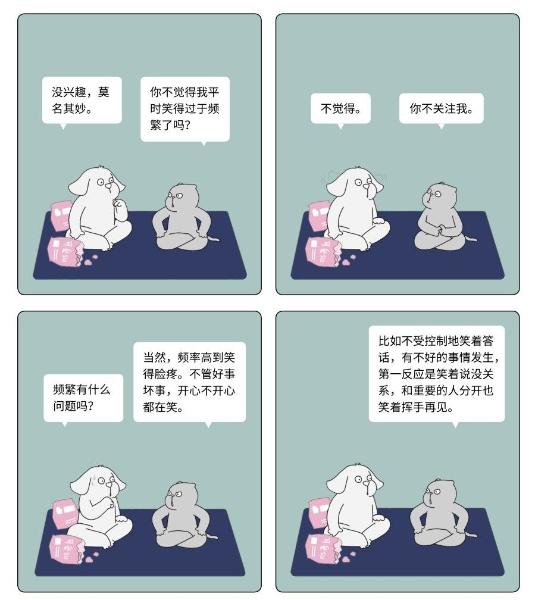 没兴趣，莫
名其妙。
你不觉得我平
时笑得过于频
繁了吗？
不觉得。
你不关注我。
频繁有什么
问题吗？
当然，频率高到笑
得脸疼。不管好事
坏事，开心不开心
都在笑。
比如不受控制地笑着答
话，有不好的事情发生，
第一反应是笑着说没关
系，和重要的人分开也
笑着挥手再见。